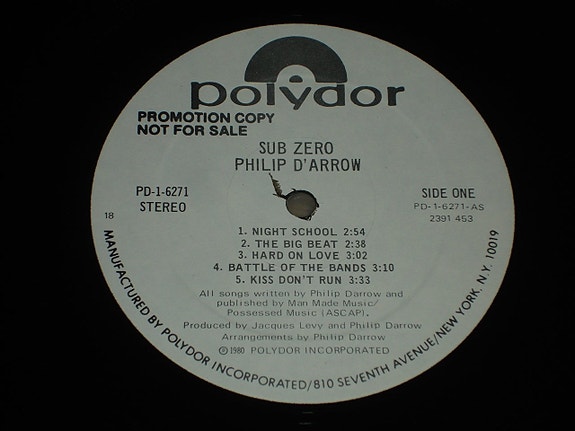 polydor
PROMOTION COPY
NOT FOR SALE
SUB ZERO
PHILIP D'ARROW
PD-1-6271
STEREO
SIDE ONE
PD-1-6271-AS
2391 453
18
1. NIGHT SCHOOL 2:54
2. THE BIG BEAT 2:38
3. HARD ON LOVE 3:02
4. BATTLE OF THE BANDS 3:10
5. KISS DON'T RUN 3:33
All songs written by Philip Darrow and
published by Man Made Music/
Possessed Music (ASCAP).
Produced by Jacques Levy and Philip Darrow
Arrangements by Philip Darrow
℗ 1980 POLYDOR INCORPORATED
MANUFACTURED BY POLYDOR INCORPORATED/810 SEVENTH AVENUE/NEW YORK, N.Y. 10019